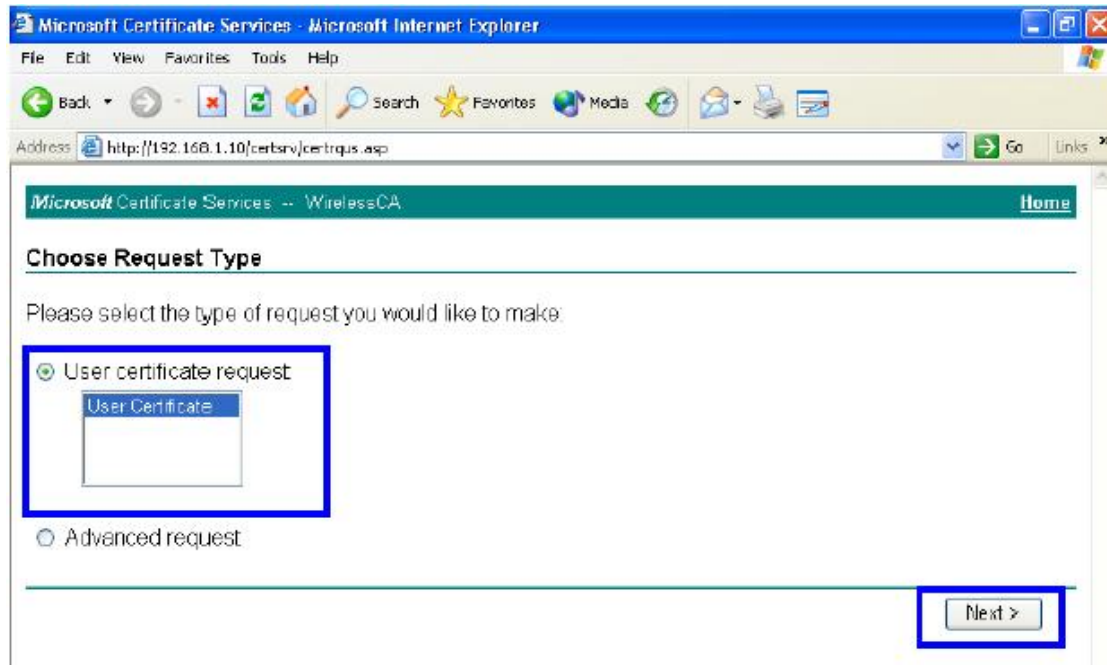 Microsoft Certificate Services - Microsoft Internet Explorer
File Edit View Favorites Tools Help
Back Search Favorites Media
Address http://192.168.1.10/certsrv/certrqus.asp Go Links »
Microsoft Certificate Services -- WirelessCA Home
Choose Request Type
Please select the type of request you would like to make:
User certificate request
User Certificate
Advanced request
Next >